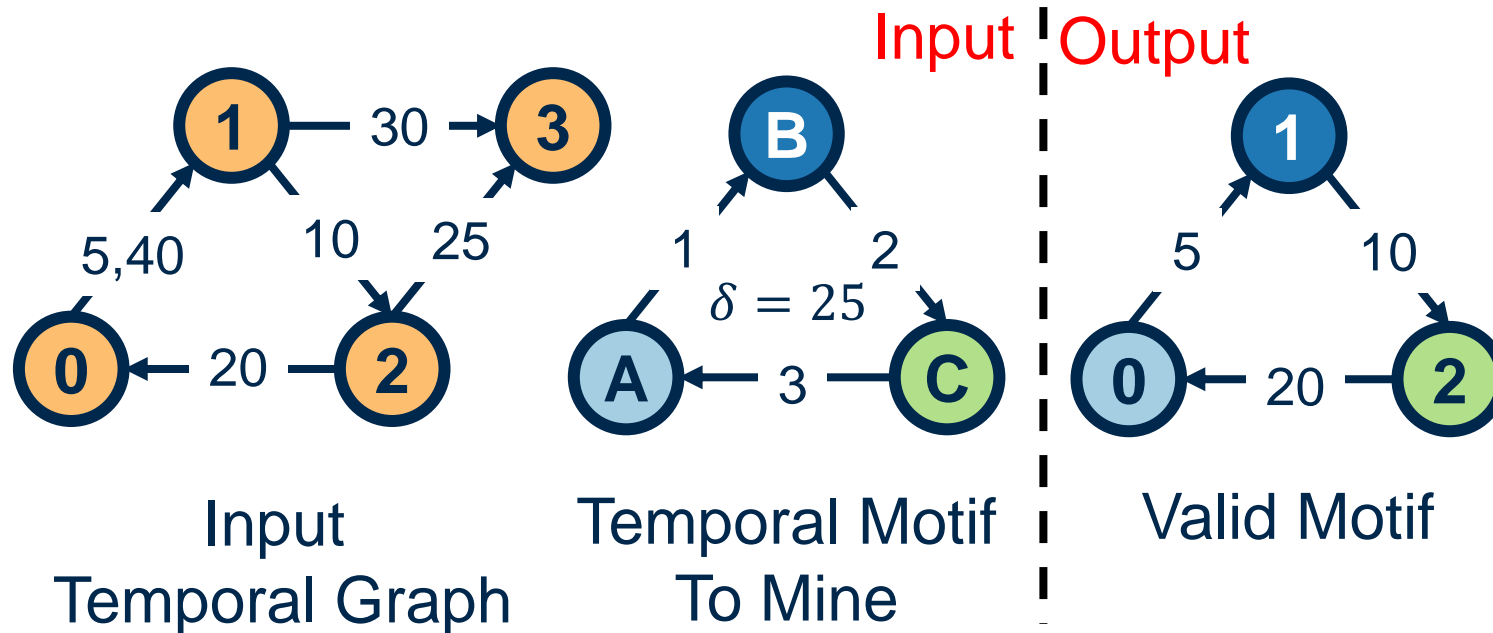 Input
Output
1
30
3
5,40
10
25
0
20
2
Input
Temporal Graph
B
1
2
δ = 25
A
3
C
Temporal Motif
To Mine
1
5
10
0
20
2
Valid Motif